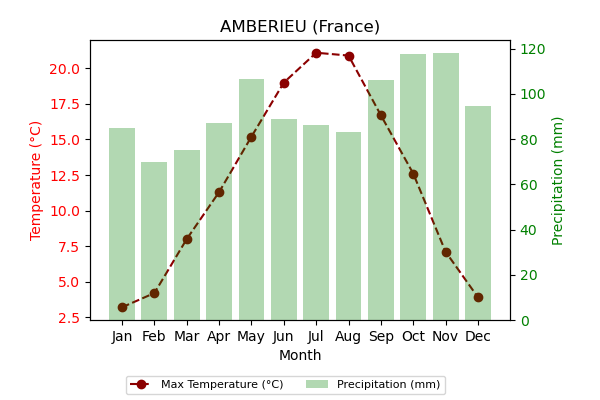 AMBERIEU (France)
Temperature (°C)
20.0
17.5
15.0
12.5
10.0
7.5
5.0
2.5
120
100
80
60
40
20
0
Precipitation (mm)
Jan Feb Mar Apr May Jun Jul Aug Sep Oct Nov Dec
Month
Max Temperature (°C) Precipitation (mm)